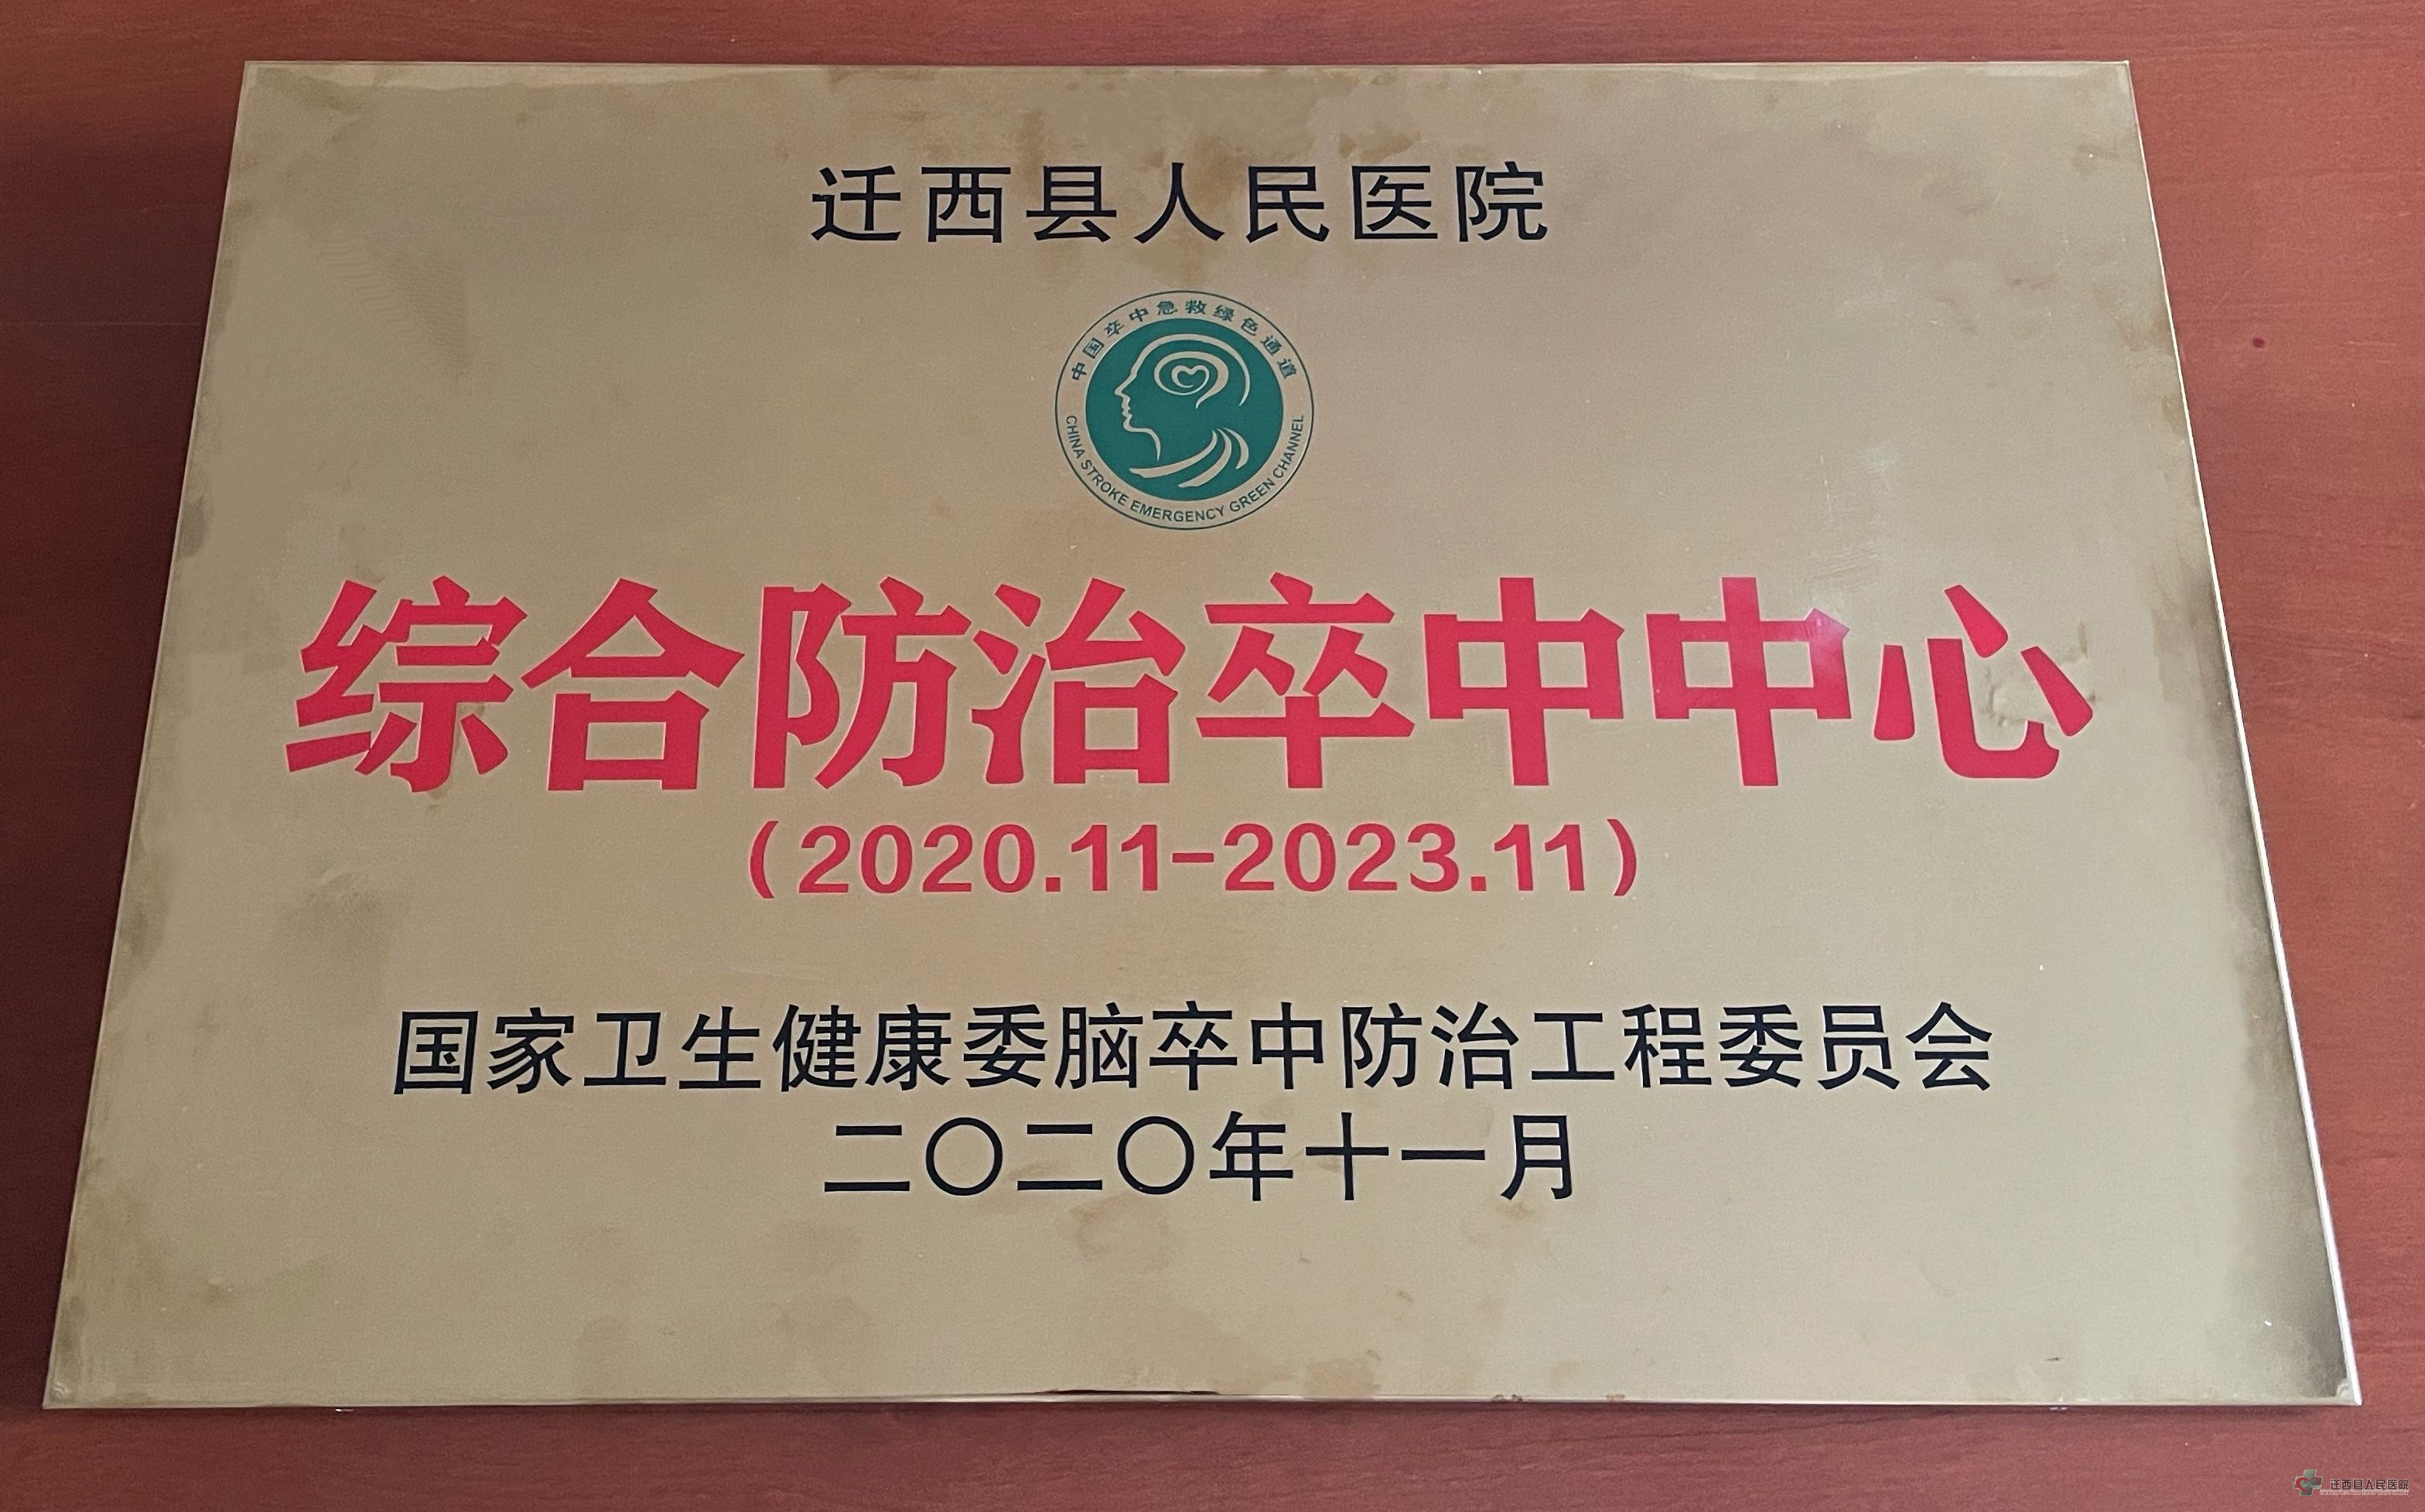 迁西县人民医院
中国卒中急救绿色通道
CHINA STROKE EMERGENCY GREEN CHANNEL
综合防治卒中中心
（2020.11-2023.11）
国家卫生健康委脑卒中防治工程委员会
二〇二〇年十一月
迁西县人民医院